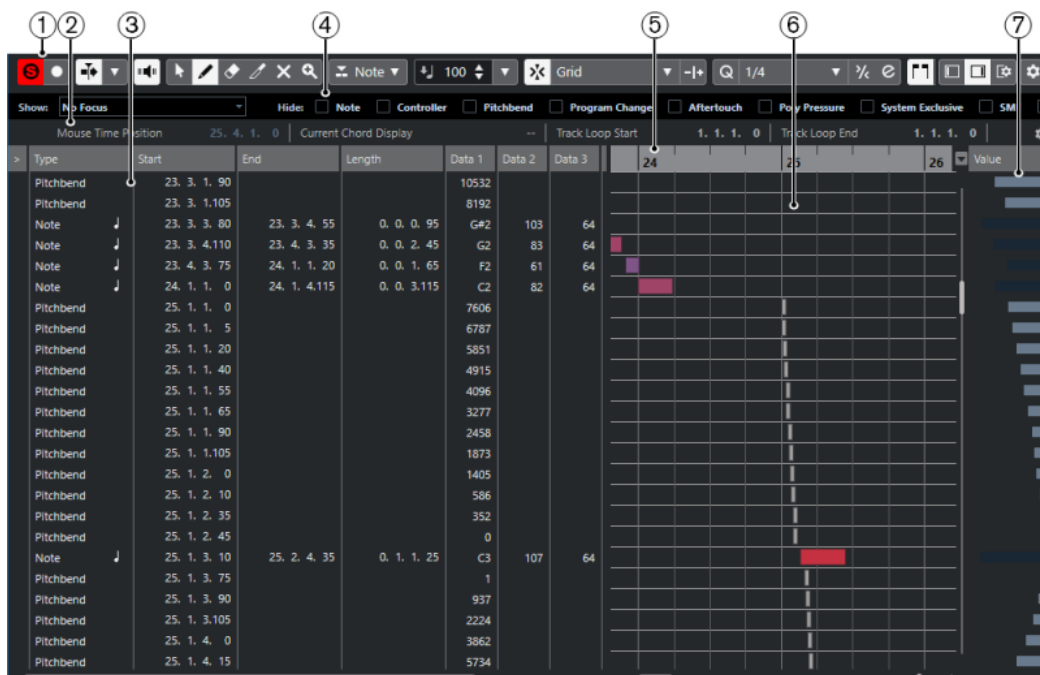 1 2 3 4 5 6 7
S Note 100 Grid Q 1/4
Show: No Focus Hide: Note Controller Pitchbend Program Change Aftertouch Poly Pressure System Exclusive SM
Mouse Time Position 25. 4. 1. 0 Current Chord Display -- Track Loop Start 1. 1. 1. 0 Track Loop End 1. 1. 1. 0
> Type Start End Length Data 1 Data 2 Data 3 24 25 26 Value
Pitchbend 23. 3. 1. 90 10532
Pitchbend 23. 3. 1.105 8192
Note 23. 3. 3. 80 23. 3. 4. 55 0. 0. 0. 95 G#2 103 64
Note 23. 3. 4.110 23. 4. 3. 35 0. 0. 2. 45 G2 83 64
Note 23. 4. 3. 75 24. 1. 1. 20 0. 0. 1. 65 F2 61 64
Note 24. 1. 1. 0 24. 1. 4.115 0. 0. 3.115 C2 82 64
Pitchbend 25. 1. 1. 0 7606
Pitchbend 25. 1. 1. 5 6787
Pitchbend 25. 1. 1. 20 5851
Pitchbend 25. 1. 1. 40 4915
Pitchbend 25. 1. 1. 55 4096
Pitchbend 25. 1. 1. 65 3277
Pitchbend 25. 1. 1. 90 2458
Pitchbend 25. 1. 1.105 1873
Pitchbend 25. 1. 2. 0 1405
Pitchbend 25. 1. 2. 10 586
Pitchbend 25. 1. 2. 35 352
Pitchbend 25. 1. 2. 45 0
Note 25. 1. 3. 10 25. 2. 4. 35 0. 1. 1. 25 C3 107 64
Pitchbend 25. 1. 3. 75 1
Pitchbend 25. 1. 3. 90 937
Pitchbend 25. 1. 3.105 2224
Pitchbend 25. 1. 4. 0 3862
Pitchbend 25. 1. 4. 15 5734